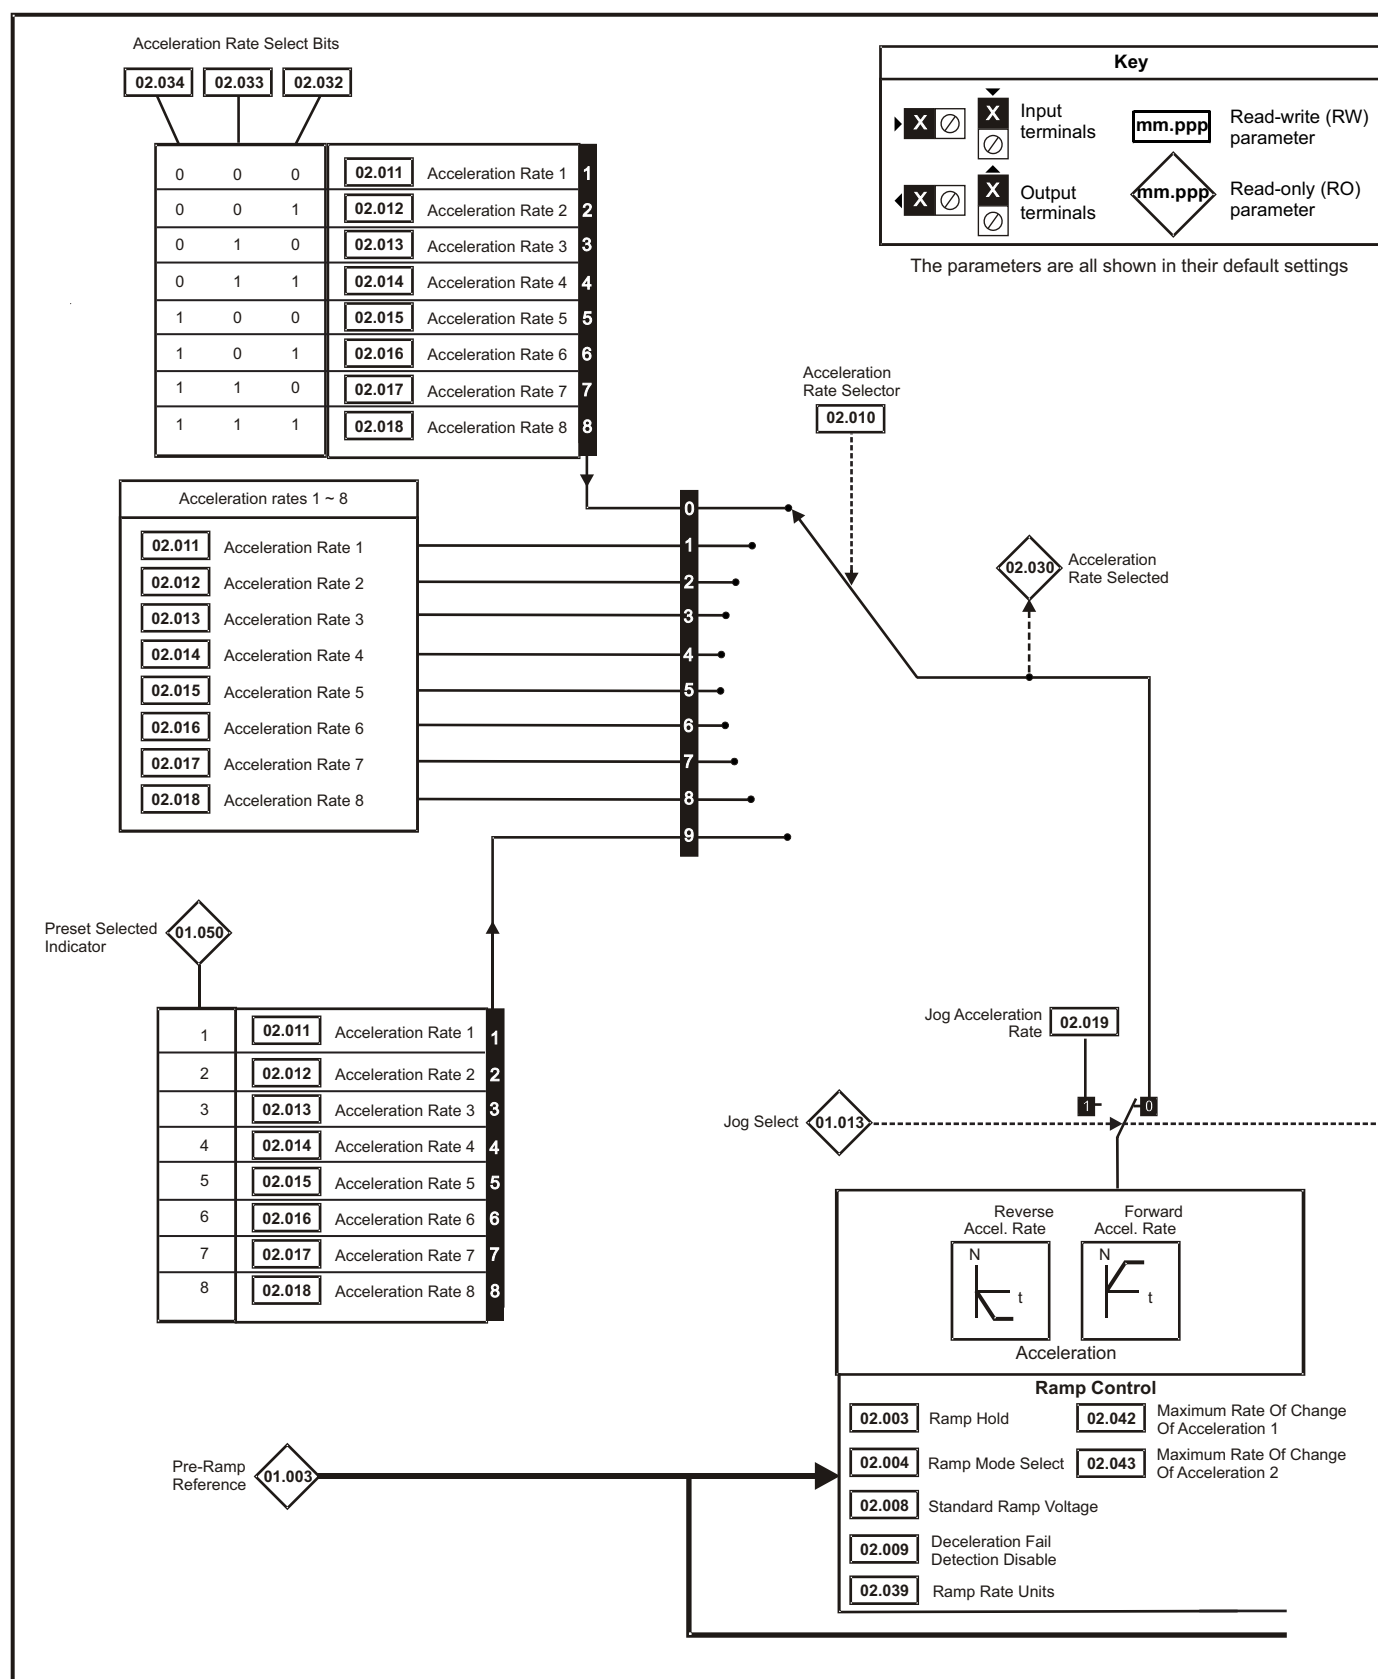 Acceleration Rate Select Bits
02.034 02.033 02.032
0 0 0 02.011 Acceleration Rate 1 1
0 0 1 02.012 Acceleration Rate 2 2
0 1 0 02.013 Acceleration Rate 3 3
0 1 1 02.014 Acceleration Rate 4 4
1 0 0 02.015 Acceleration Rate 5 5
1 0 1 02.016 Acceleration Rate 6 6
1 1 0 02.017 Acceleration Rate 7 7
1 1 1 02.018 Acceleration Rate 8 8
Key
X X Input
terminals
mm.ppp Read-write (RW)
parameter
X X Output
terminals
mm.ppp Read-only (RO)
parameter
The parameters are all shown in their default settings
Acceleration
Rate Selector
02.010
Acceleration rates 1 ~ 8
0
02.011 Acceleration Rate 1 1
02.012 Acceleration Rate 2 2
02.013 Acceleration Rate 3 3
02.014 Acceleration Rate 4 4
02.015 Acceleration Rate 5 5
02.016 Acceleration Rate 6 6
02.017 Acceleration Rate 7 7
02.018 Acceleration Rate 8 8
9
02.030 Acceleration
Rate Selected
Preset Selected
Indicator
01.050
1 02.011 Acceleration Rate 1 1
2 02.012 Acceleration Rate 2 2
3 02.013 Acceleration Rate 3 3
4 02.014 Acceleration Rate 4 4
5 02.015 Acceleration Rate 5 5
6 02.016 Acceleration Rate 6 6
7 02.017 Acceleration Rate 7 7
8 02.018 Acceleration Rate 8 8
Jog Acceleration
Rate
02.019
1 0
Jog Select 01.013
Reverse
Accel. Rate
N
t
Forward
Accel. Rate
N
t
Acceleration
Ramp Control
02.003 Ramp Hold
02.042 Maximum Rate Of Change
Of Acceleration 1
02.004 Ramp Mode Select
02.043 Maximum Rate Of Change
Of Acceleration 2
02.008 Standard Ramp Voltage
02.009 Deceleration Fail
Detection Disable
02.039 Ramp Rate Units
Pre-Ramp
Reference
01.003